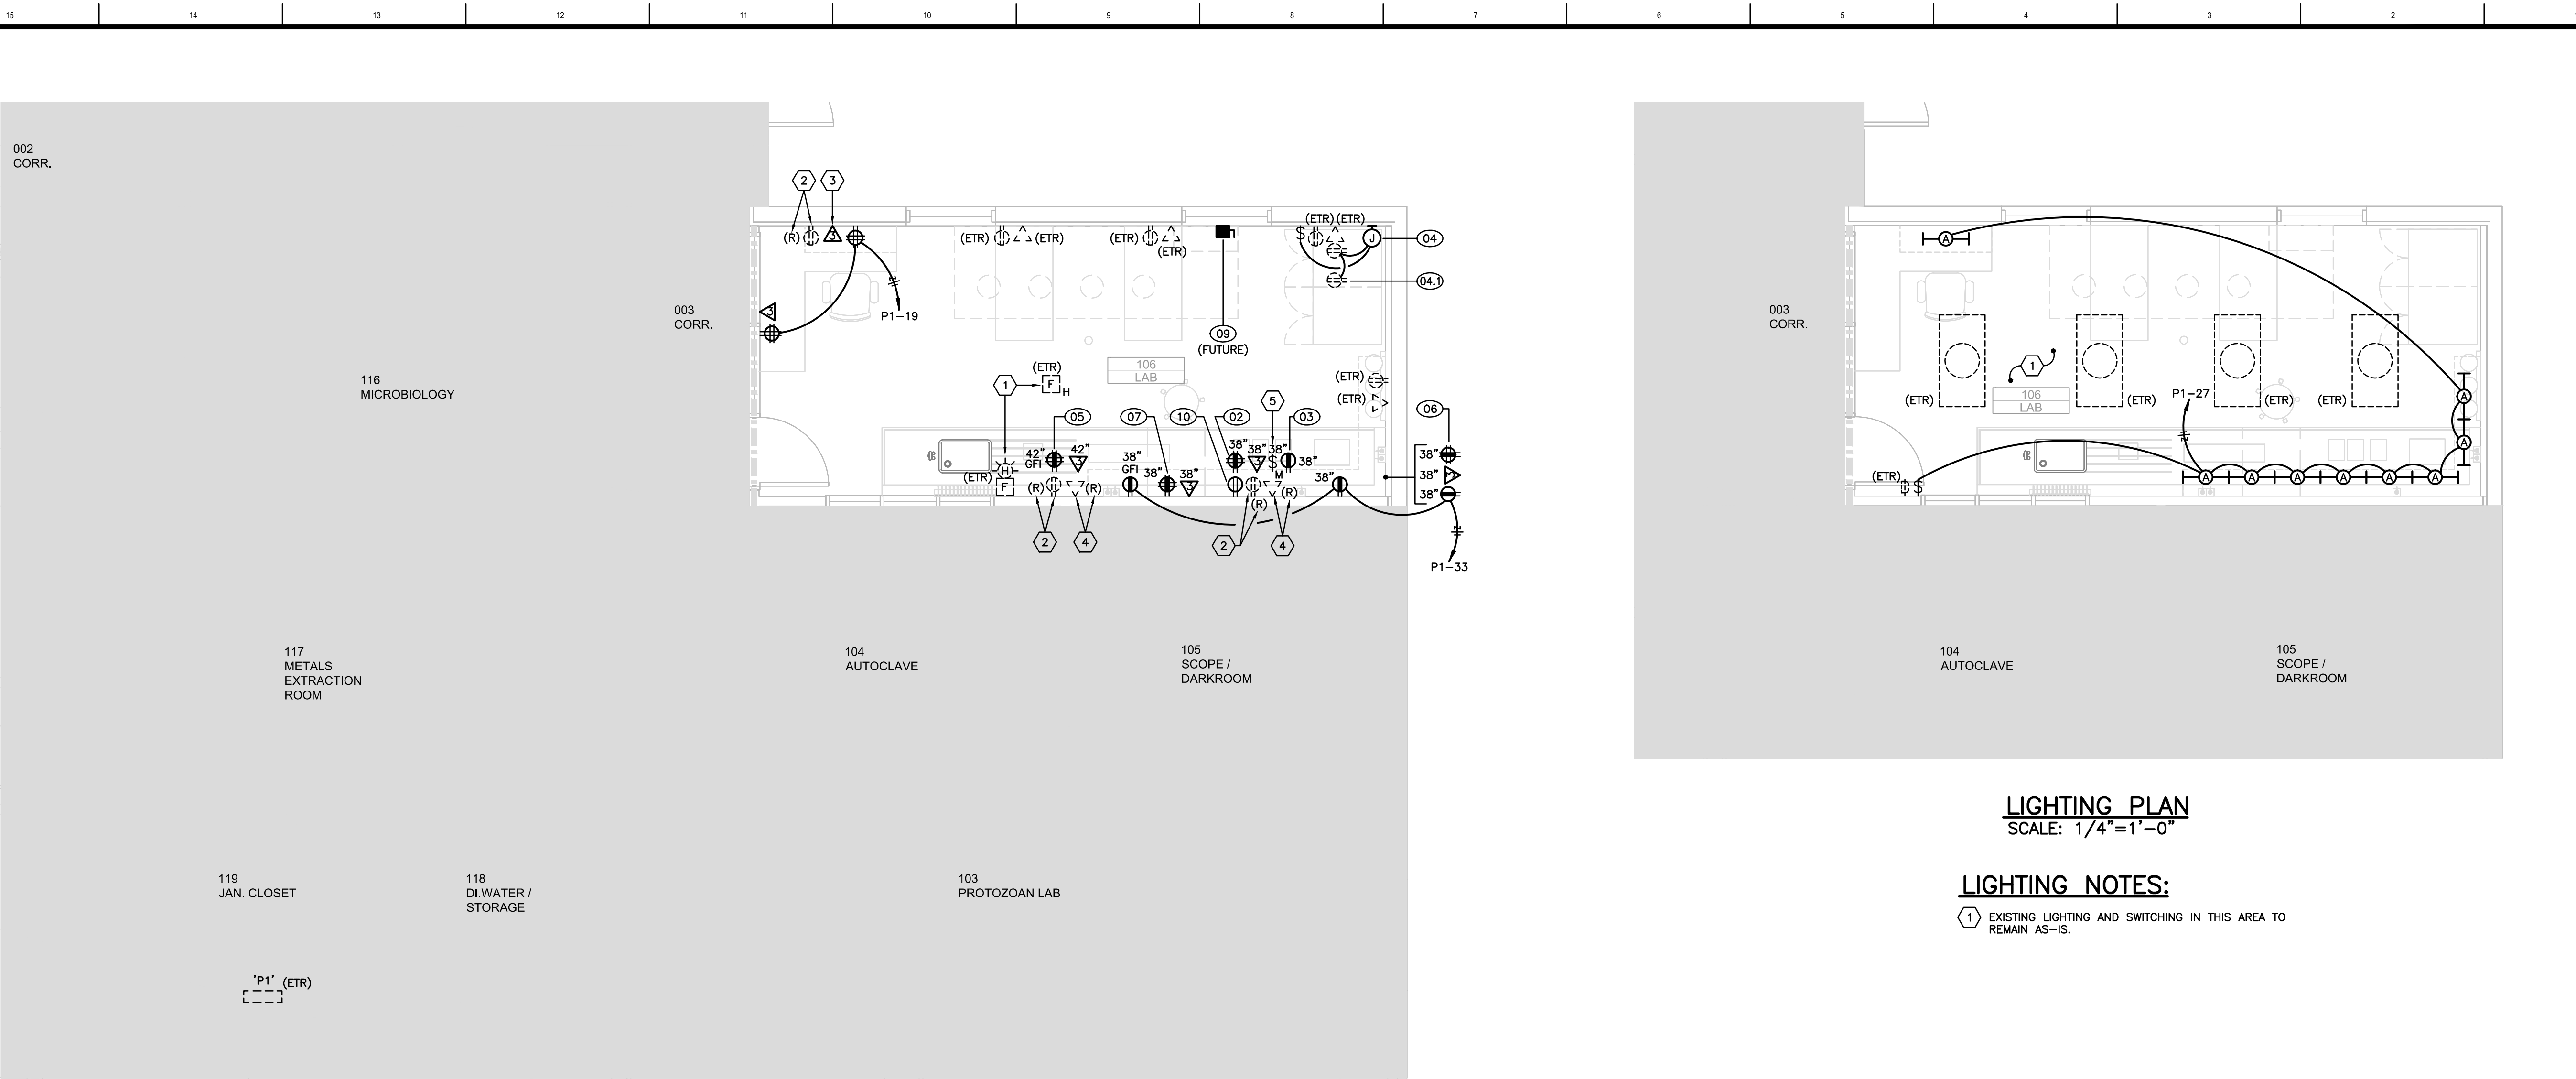 15 14 13 12 11 10 9 8 7 6 5 4 3 2
002
CORR.
2 3
(R) 3
(ETR) (ETR)
(ETR) (ETR)
(ETR) (ETR)
$ J 04
04.1
3
P1-19
003
CORR.
09
(FUTURE)
106
LAB
(ETR)
1 F H
(ETR)
(ETR)
116
MICROBIOLOGY
05 07 10 02 5 03 06
42" 42"
GFI 3
38"
GFI 38" 38"
3
38" 38" 38"
3 $ 38"
M
38"
38"
38" 3
38"
H
(ETR)
F
(R) (R)
(R)
(R)
2 4 2 4
P1-33
117
METALS
EXTRACTION
ROOM
104
AUTOCLAVE
105
SCOPE /
DARKROOM
119
JAN. CLOSET
118
DI.WATER /
STORAGE
103
PROTOZOAN LAB
'P1' (ETR)
003
CORR.
A
1
106
LAB
(ETR) (ETR) (ETR) (ETR)
P1-27
A
A
(ETR) $
A A A A A A
104
AUTOCLAVE
105
SCOPE /
DARKROOM
LIGHTING PLAN
SCALE: 1/4"=1'-0"
LIGHTING NOTES:
1 EXISTING LIGHTING AND SWITCHING IN THIS AREA TO
REMAIN AS-IS.